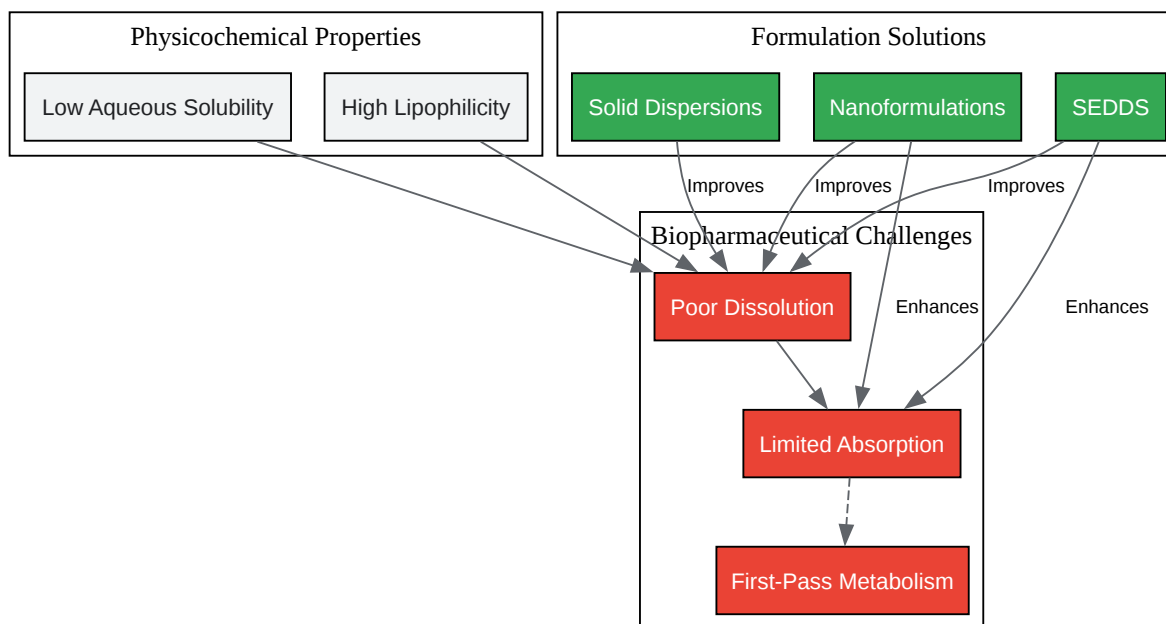 Physicochemical Properties
Formulation Solutions
Low Aqueous Solubility
High Lipophilicity
Solid Dispersions
Nanoformulations
SEDDS
Improves
Improves
Improves
Biopharmaceutical Challenges
Poor Dissolution
Enhances
Enhances
Limited Absorption
First-Pass Metabolism